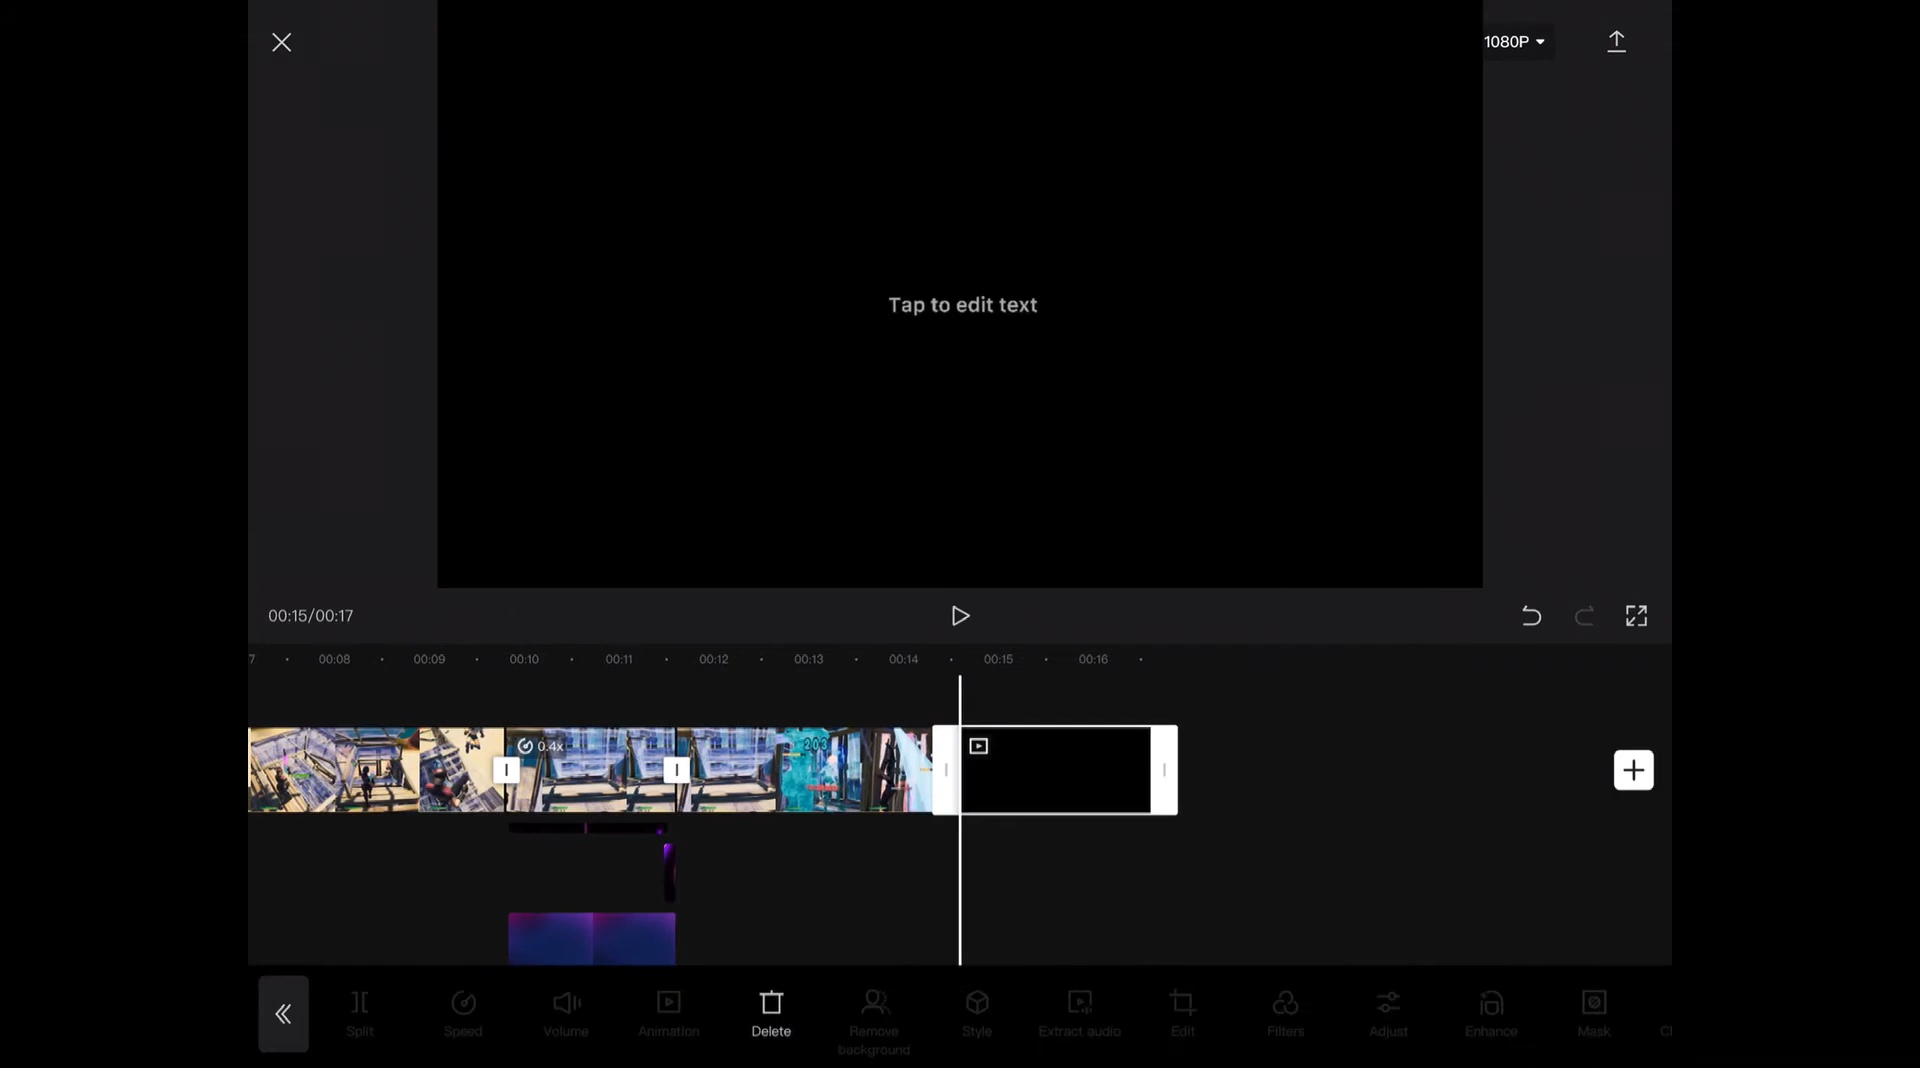 1080P
Tap to edit text
00:15/00:17
7 00:08 00:09 00:10 00:11 00:12 00:13 00:14 00:15 00:16
0.4x
203
Split
Speed
Volume
Animation
Delete
Remove
background
Style
Extract audio
Edit
Filters
Adjust
Enhance
Mask